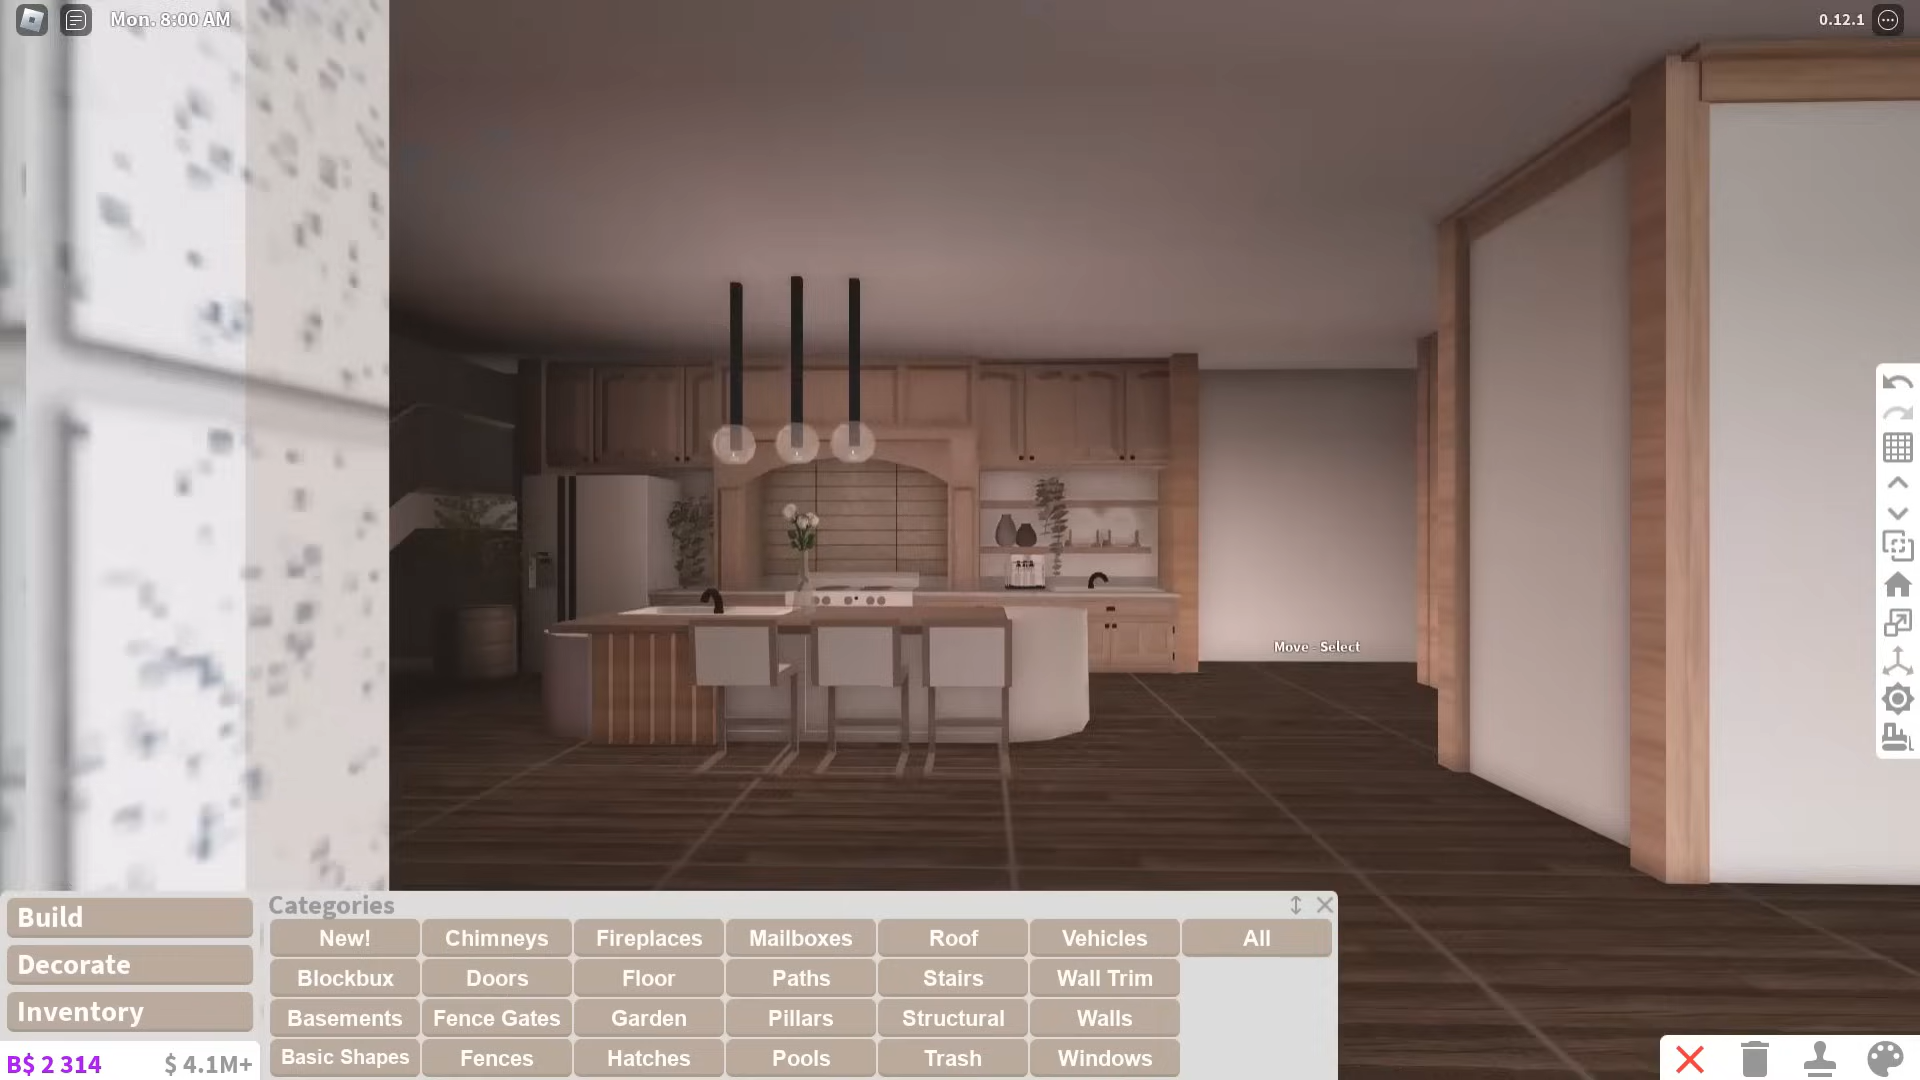 Mon. 8:00 AM
0.12.1
Move - Select
Build
Decorate
Inventory
B$ 2 314
$ 4.1M+
Categories
New! Chimneys Fireplaces Mailboxes Roof Vehicles All
Blockbux Doors Floor Paths Stairs Wall Trim
Basements Fence Gates Garden Pillars Structural Walls
Basic Shapes Fences Hatches Pools Trash Windows